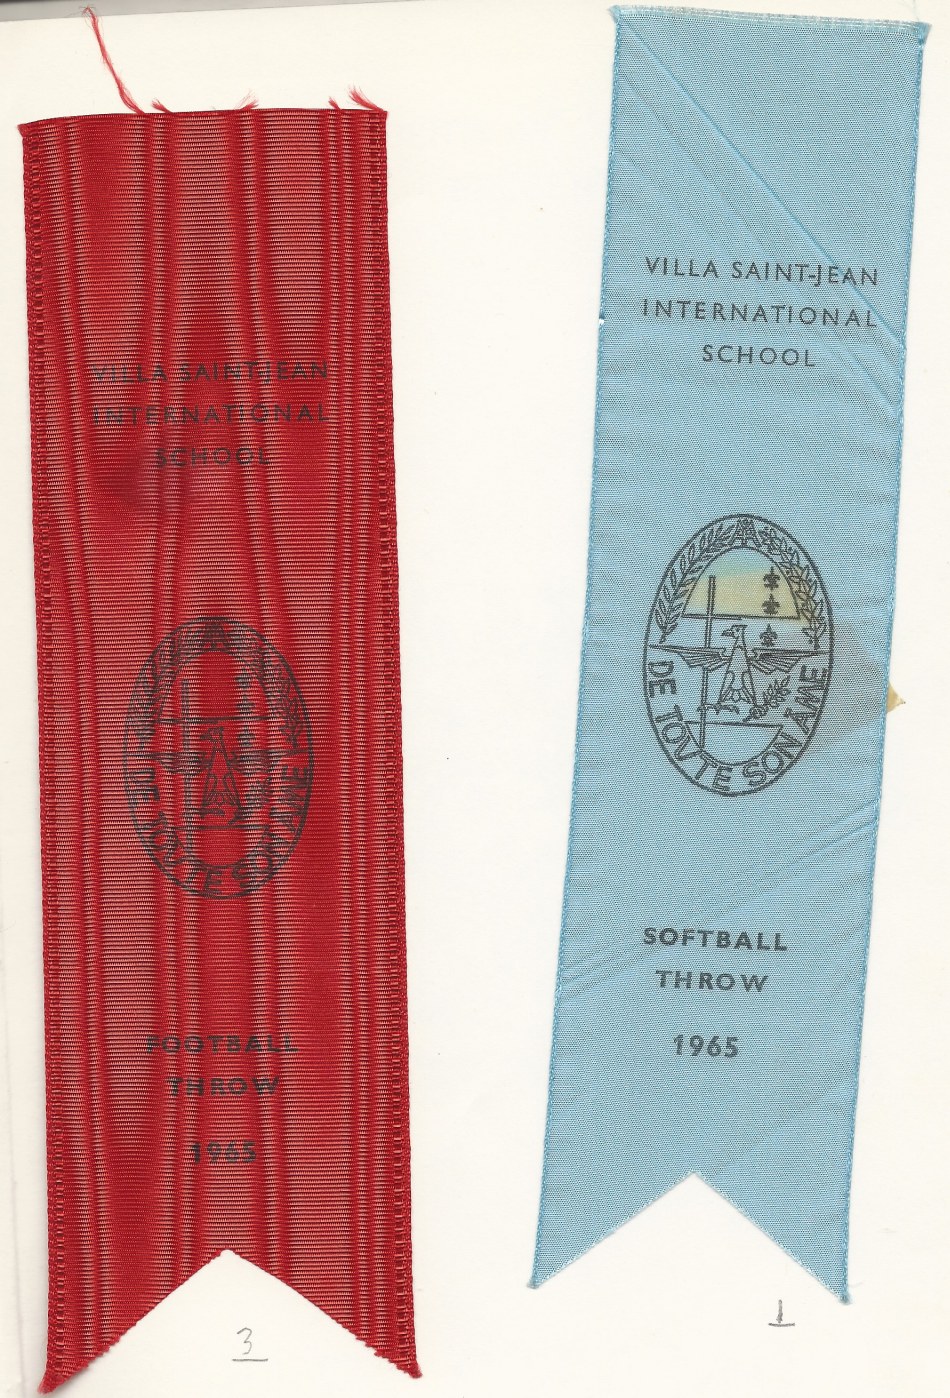 VILLA SAINT-JEAN
INTERNATIONAL
SCHOOL
DE TOUTE SON ÂME
FOOTBALL
THROW
1965
3
VILLA SAINT-JEAN
INTERNATIONAL
SCHOOL
DE TOUTE SON ÂME
SOFTBALL
THROW
1965
1